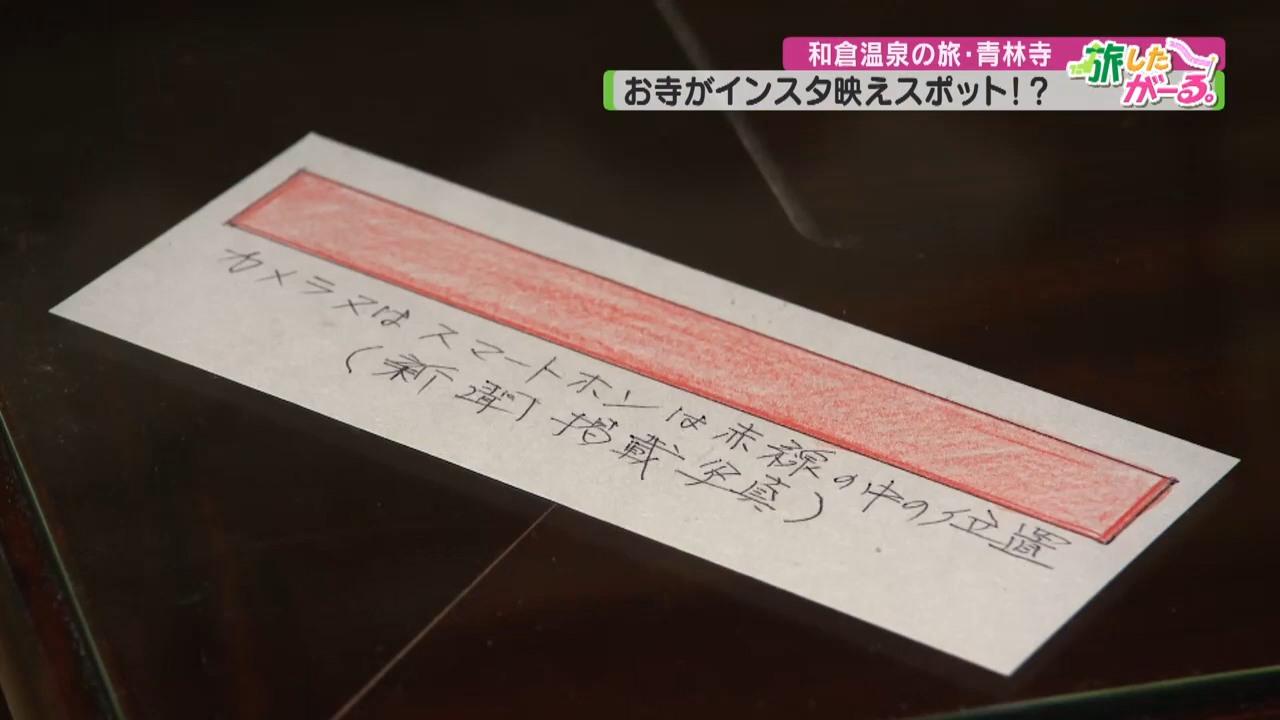 和倉温泉の旅・青林寺
お寺がインスタ映えスポット!?
旅したがーる。
カメラ又はスマートホンは赤線の中の位置
(新聞掲載写真)